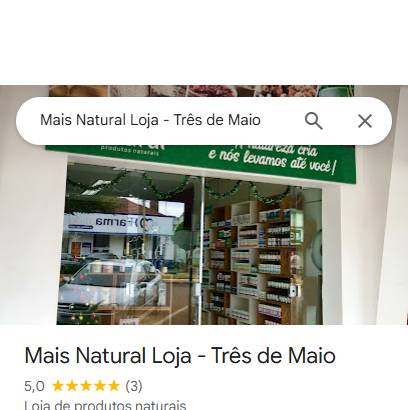 Mais Natural Loja - Três de Maio
produtos naturais
A natureza cria
e nós levamos até você!
Farma
Mais Natural Loja - Três de Maio
5,0 ★★★★★ (3)
Loja de produtos naturais